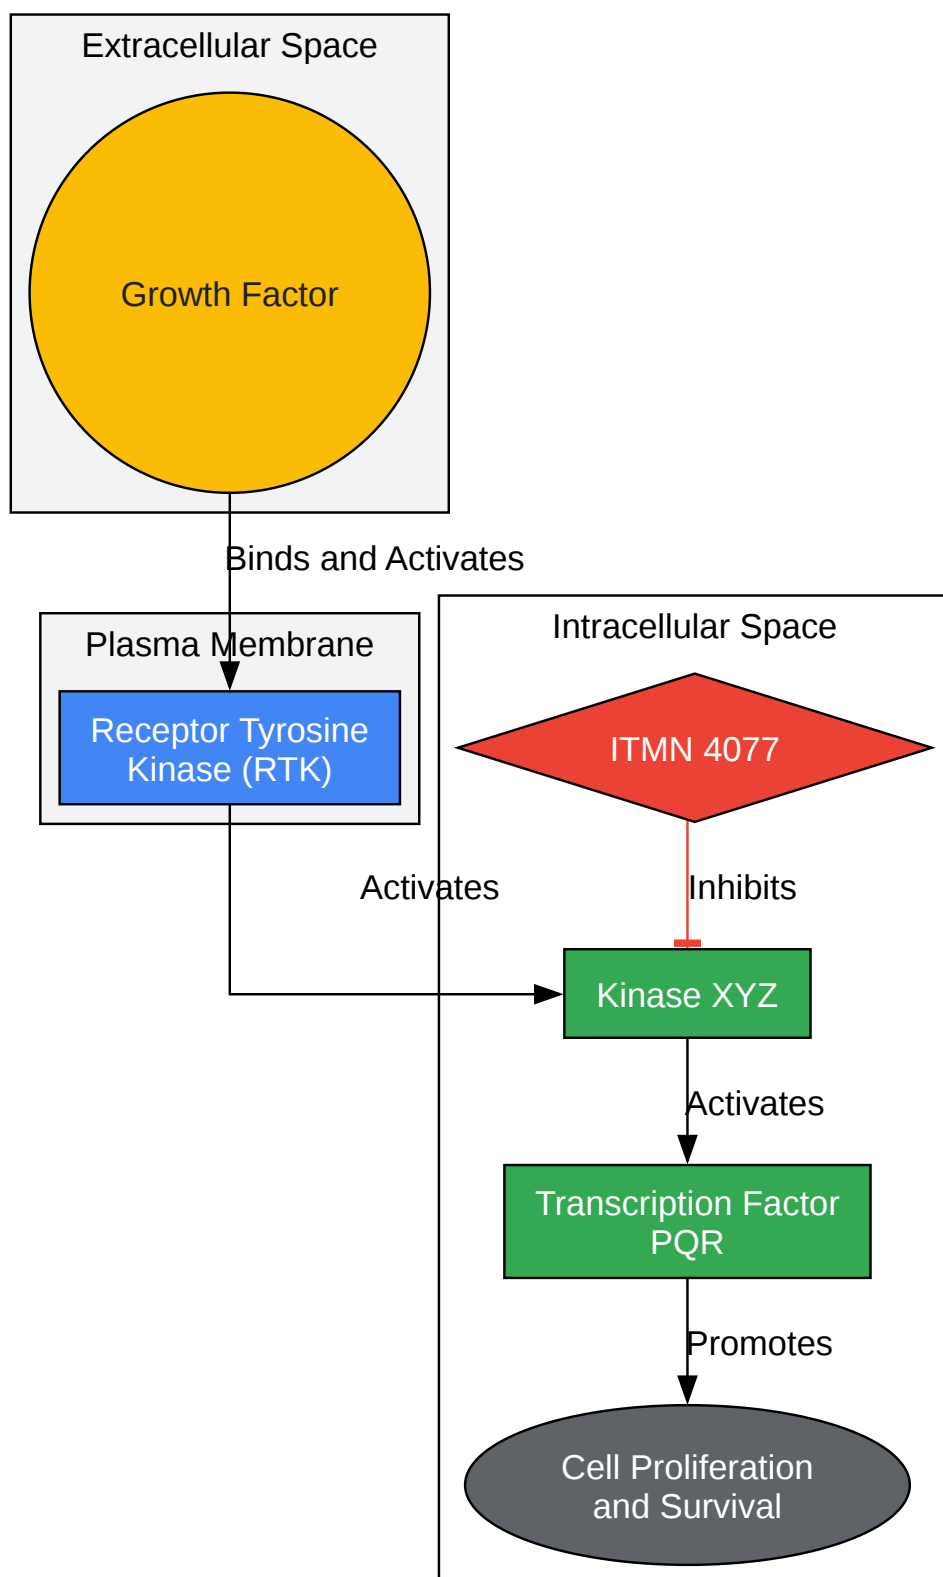 Extracellular Space
Growth Factor
Binds and Activates
Plasma Membrane
Receptor Tyrosine
Kinase (RTK)
Activates
Intracellular Space
ITMN 4077
Inhibits
Kinase XYZ
Activates
Transcription Factor
PQR
Promotes
Cell Proliferation
and Survival